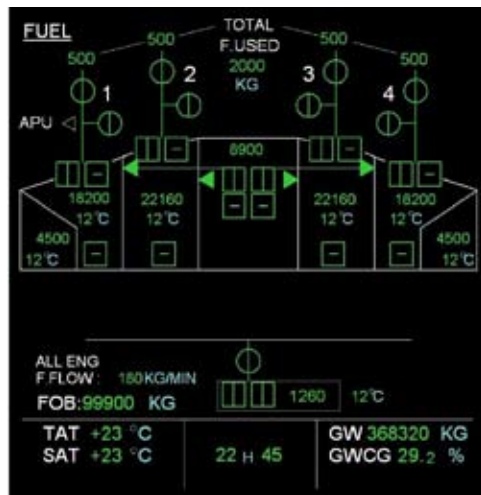 FUEL
TOTAL
F.USED
2000
KG
500 500 500 500
1 2 3 4
APU
8900
18200 22160 22160 18200
12°C 12°C 12°C 12°C
4500 4500
12°C 12°C
ALL ENG
F.FLOW: 180 KG/MIN
FOB: 99900 KG
1260 12°C
TAT +23 °C
SAT +23 °C
22 H 45
GW 368320 KG
GWCG 29.2 %